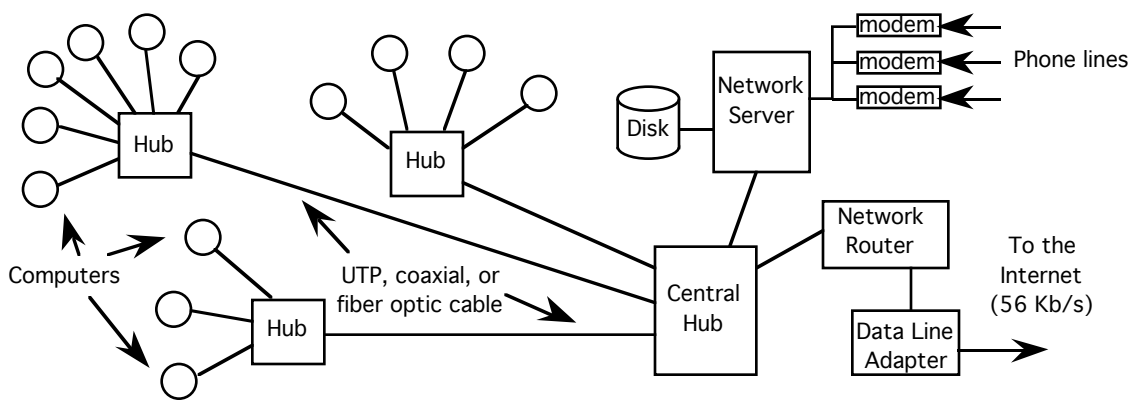 modem
modem
modem
Phone lines
Network
Server
Disk
Hub
Hub
Network
Router
To the
Internet
(56 Kb/s)
Computers
UTP, coaxial, or
fiber optic cable
Central
Hub
Hub
Data Line
Adapter